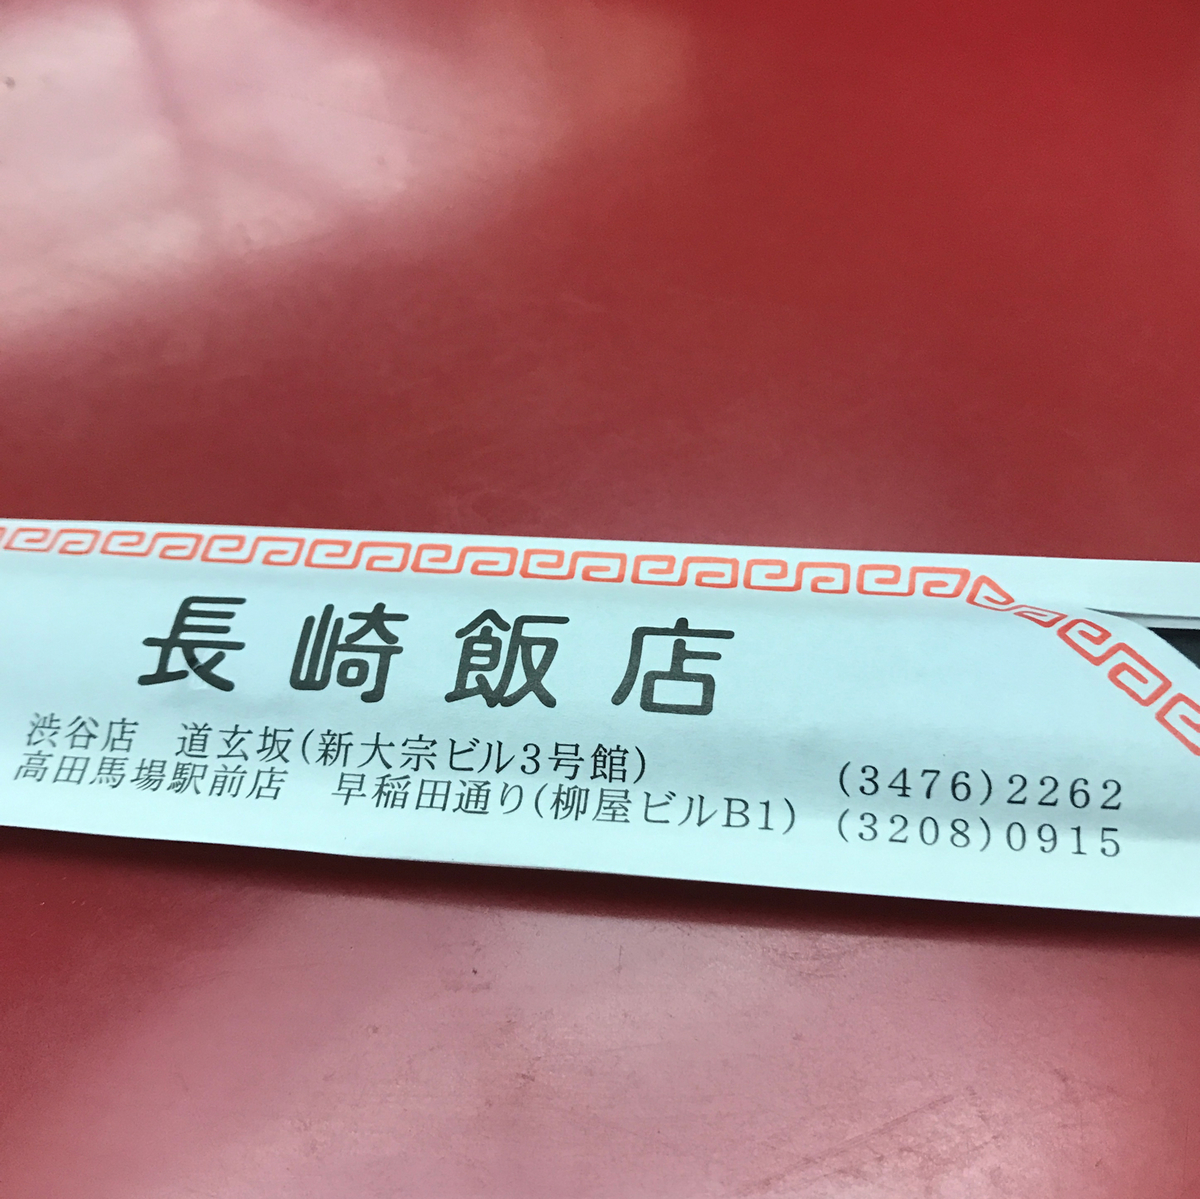 長崎飯店
渋谷店　道玄坂(新大宗ビル3号館)　(3476)2262
高田馬場駅前店　早稲田通り(柳屋ビルB1)　(3208)0915